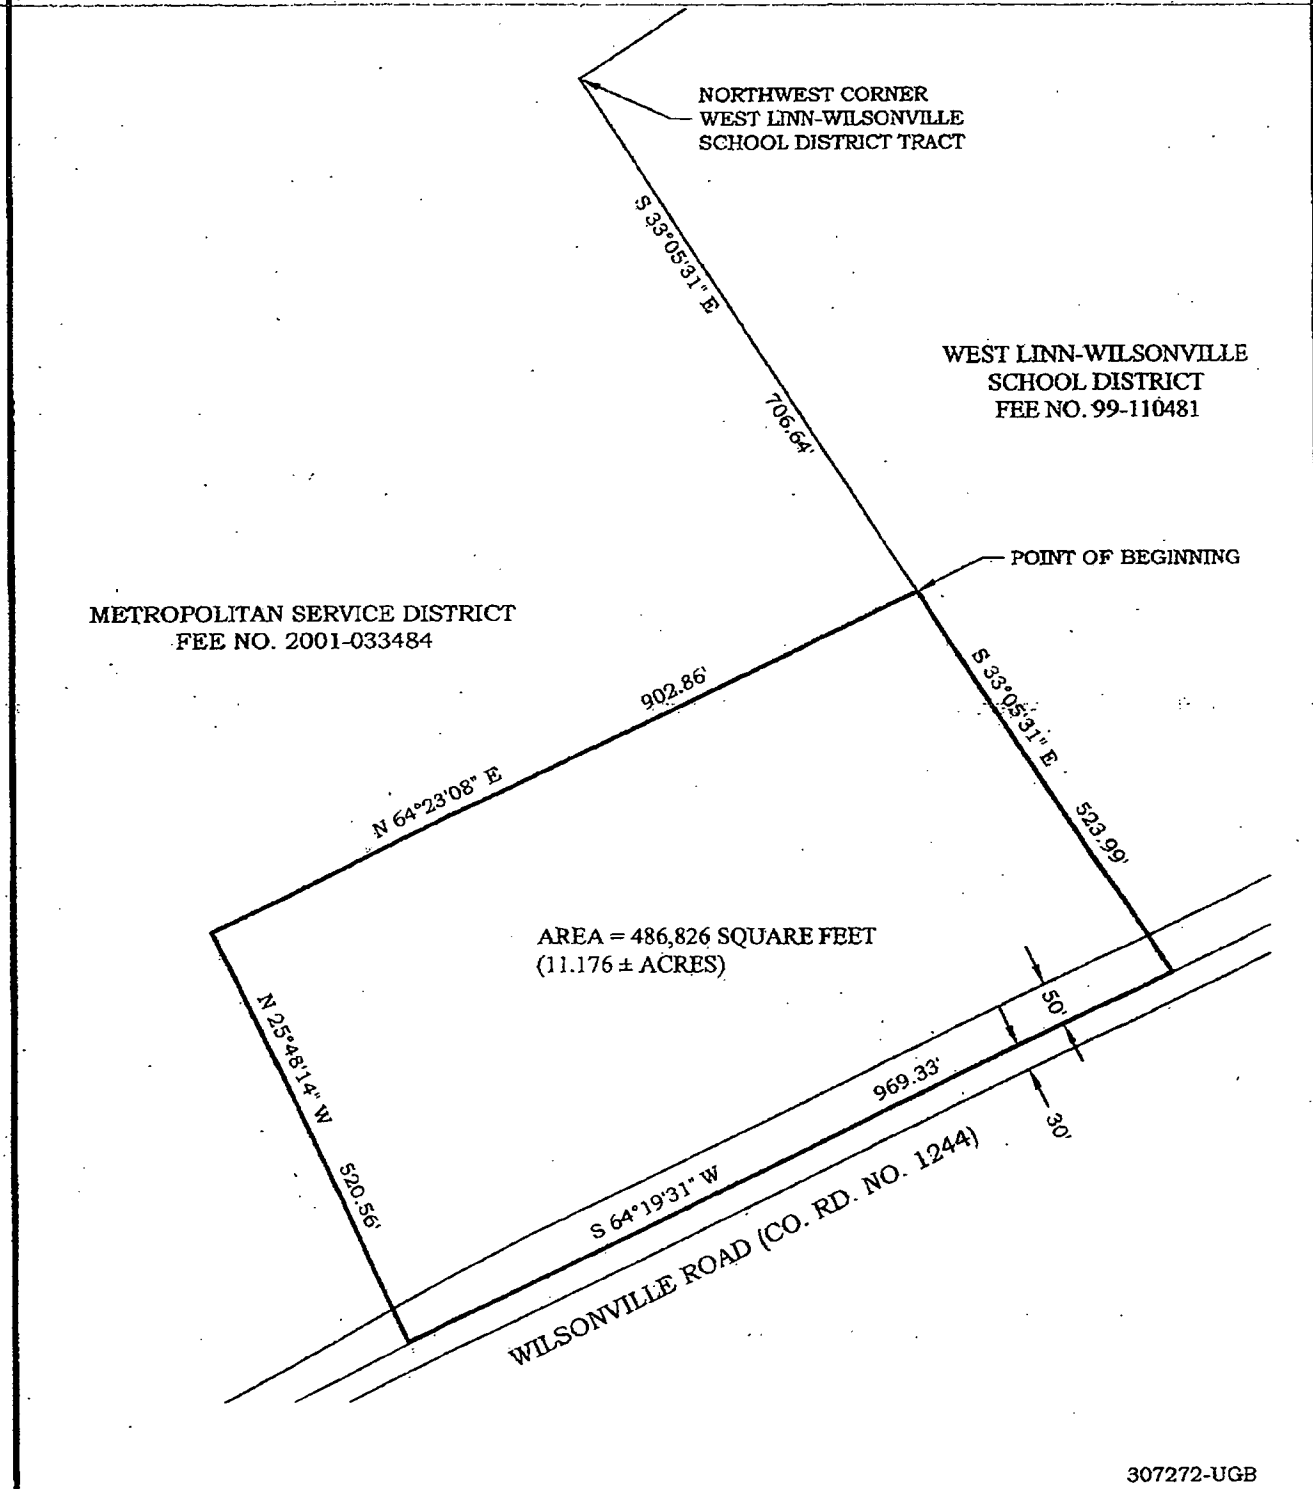 NORTHWEST CORNER
WEST LINN-WILSONVILLE
SCHOOL DISTRICT TRACT
S 33°05'31" E
706.64'
WEST LINN-WILSONVILLE
SCHOOL DISTRICT
FEE NO. 99-110481
POINT OF BEGINNING
METROPOLITAN SERVICE DISTRICT
FEE NO. 2001-033484
902.86'
N 64°23'08" E
S 33°05'31" E
523.99'
AREA = 486,826 SQUARE FEET
(11.176 ± ACRES)
N 25°48'14" W
520.56'
50'
969.33'
30'
S 64°19'31" W
WILSONVILLE ROAD (CO. RD. NO. 1244)
307272-UGB